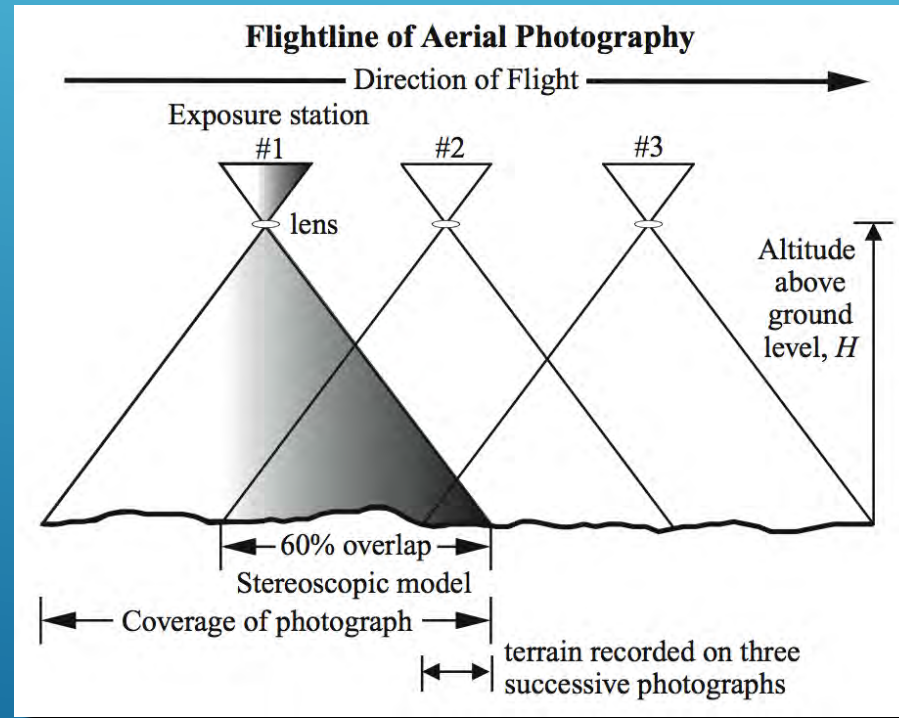 Flightline of Aerial Photography
Direction of Flight
Exposure station
#1
#2
#3
lens
Altitude
above
ground
level, H
60% overlap
Stereoscopic model
Coverage of photograph
terrain recorded on three
successive photographs